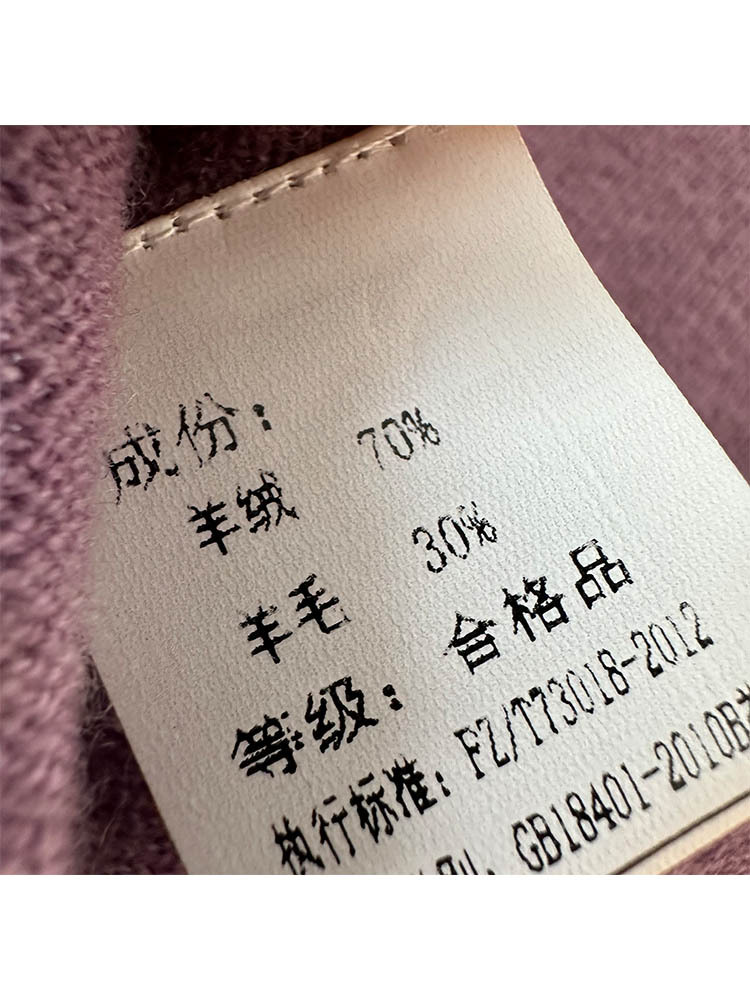 成份:
羊绒 70%
羊毛 30%
等级: 合格品
执行标准: FZ/T73018-2012
GB18401-2010B